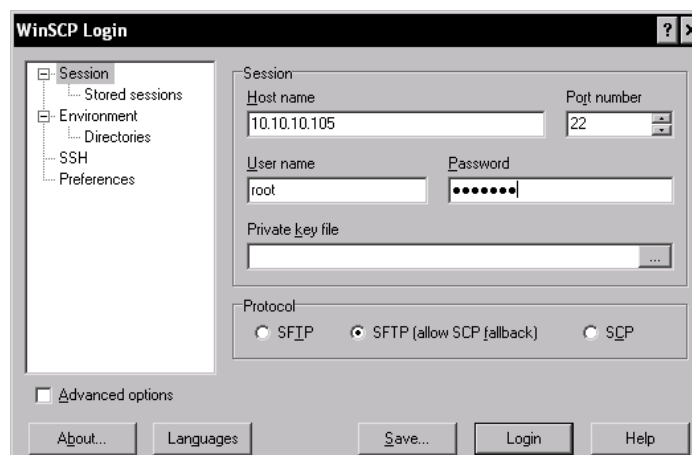 WinSCP Login
Session
Stored sessions
Environment
Directories
SSH
Preferences
Advanced options
Session
Host name
Port number
10.10.10.105
22
User name
Password
root
●●●●●●●
Private key file
...
Protocol
SFTP
SFTP (allow SCP fallback)
SCP
About...
Languages
Save...
Login
Help